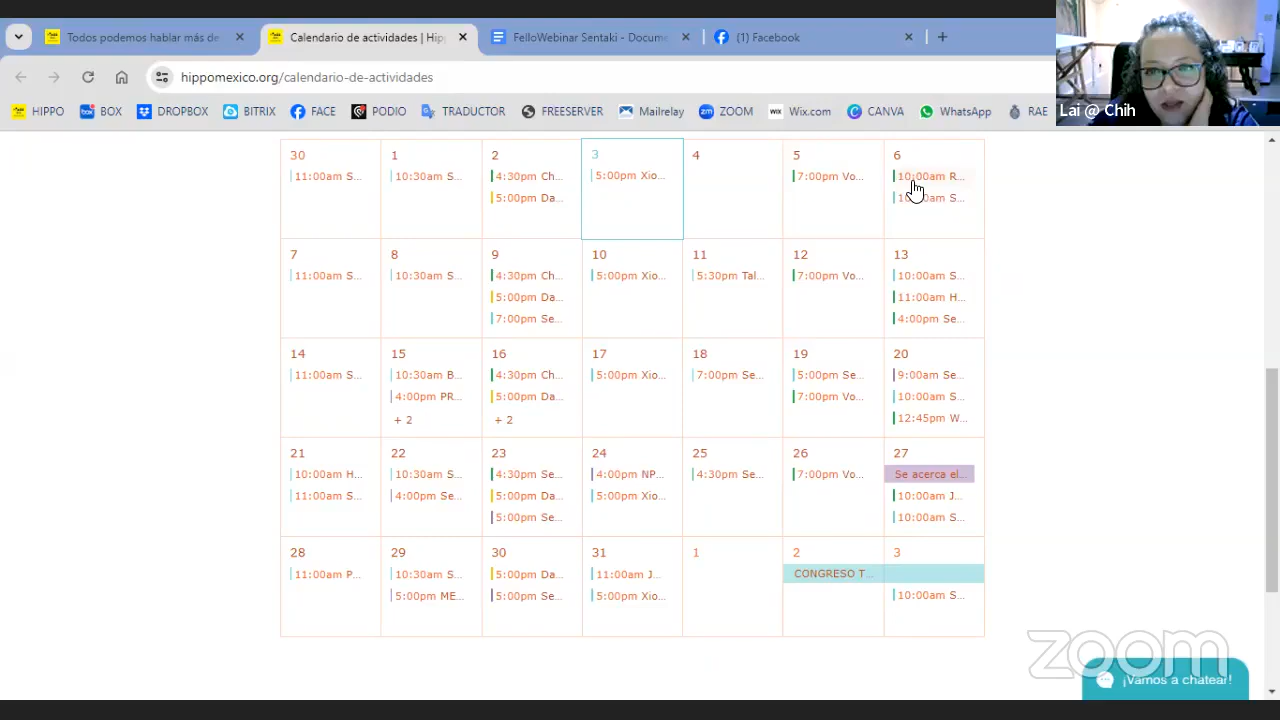 Todos podemos hablar más de
Calendario de actividades | Hip
FelloWebinar Sentaki - Docume
(1) Facebook
hippomexico.org/calendario-de-actividades
HIPPO BOX DROPBOX BITRIX FACE PODIO TRADUCTOR FREESERVER Mailrelay ZOOM Wix.com CANVA WhatsApp RAE
Lai @ Chih
30 1 2 3 4 5 6
11:00am S... 10:30am S... 4:30pm Ch... 5:00pm Xio... 7:00pm Vo... 10:00am R...
5:00pm Da... S...
7 8 9 10 11 12 13
11:00am S... 10:30am S... 4:30pm Ch... 5:00pm Xio... 5:30pm Tal... 7:00pm Vo... 10:00am S...
5:00pm Da... 11:00am H...
7:00pm Se... 4:00pm Se...
14 15 16 17 18 19 20
11:00am S... 10:30am B... 4:30pm Ch... 5:00pm Xio... 7:00pm Se... 5:00pm Se... 9:00am Se...
4:00pm PR... 5:00pm Da... 7:00pm Vo... 10:00am S...
+ 2 + 2 12:45pm W...
21 22 23 24 25 26 27
10:00am H... 10:30am S... 4:30pm Se... 4:00pm NP... 4:30pm Se... 7:00pm Vo... Se acerca el...
11:00am S... 4:00pm Se... 5:00pm Da... 5:00pm Xio... 10:00am J...
5:00pm Se... 10:00am S...
28 29 30 31 1 2 3
11:00am P... 10:30am S... 5:00pm Da... 11:00am J... CONGRESO T...
5:00pm ME... 5:00pm Se... 5:00pm Xio... 10:00am S...
zoom
¡Vamos a chatear!